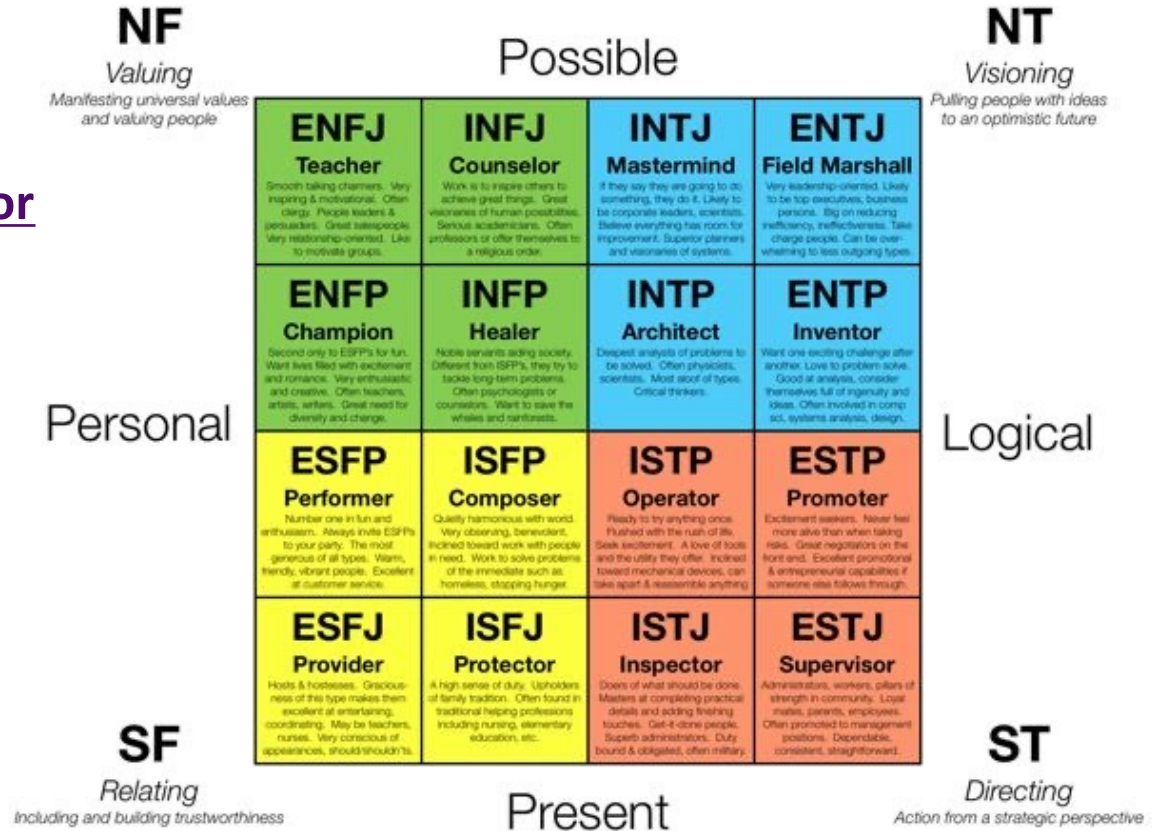 NF
Valuing
Manifesting universal values
and valuing people
Possible
NT
Visioning
Pulling people with ideas
to an optimistic future
or
ENFJ
Teacher
Smooth talking charmers. Very
inspiring & motivational. Often
clergy. People leaders &
persuaders. Great salespeople.
Very relationship-oriented. Like
to motivate groups.
INFJ
Counselor
Work is to inspire others to
achieve great things. Great
visionaries of human possibilities.
Serious academicians. Often
professors or offer themselves to
a religious order.
INTJ
Mastermind
If they say they are going to do
something, they do it. Likely to
be corporate leaders, scientists.
Believe everything has room for
improvement. Superior planners
and visionaries of systems.
ENTJ
Field Marshall
Very leadership-oriented. Likely
to be top executives, business
persons. Big on reducing
inefficiency, ineffectiveness. Take
charge people. Can be over-
whelming to less outgoing types.
ENFP
Champion
Second only to ESFP's for fun.
Want lives filled with excitement
and romance. Very enthusiastic
and creative. Often teachers,
artists, writers. Great need for
diversity and change.
INFP
Healer
Noble servants aiding society.
Different from ISFP's, they try to
tackle long-term problems.
Often psychologists or
counselors. Want to save the
whales and rainforests.
INTP
Architect
Deepest analysts of problems to
be solved. Often physicists,
scientists. Most aloof of types.
Critical thinkers.
ENTP
Inventor
Want one exciting challenge after
another. Love to problem solve.
Good at analysis, consider
themselves full of ingenuity and
ideas. Often involved in comp
sci, systems analysis, design.
Personal
Logical
ESFP
Performer
Number one in fun and
enthusiasm. Always invite ESFPs
to your party. The most
generous of all types. Warm,
friendly, vibrant people. Excellent
at customer service.
ISFP
Composer
Quietly harmonious with world.
Very observing, benevolent.
Inclined toward work with people
in need. Work to solve problems
of the immediate such as
homeless, stopping hunger.
ISTP
Operator
Ready to try anything once.
Flushed with the rush of life.
Seek excitement. A love of tools
and the utility they offer. Inclined
toward mechanical devices, can
take apart & reassemble anything
ESTP
Promoter
Excitement seekers. Never feel
more alive than when taking
risks. Great negotiators on the
front end. Excellent promotional
& entrepreneurial capabilities if
someone else follows through.
ESFJ
Provider
Hosts & hostesses. Gracious-
ness of this type makes them
excellent at entertaining,
coordinating. May be teachers,
nurses. Very conscious of
appearances, should/shouldn'ts.
ISFJ
Protector
A high sense of duty. Upholders
of family tradition. Often found in
traditional helping professions
including nursing, elementary
education, etc.
ISTJ
Inspector
Doers of what should be done.
Masters at completing practical
details and adding finishing
touches. Get-it-done people.
Superb administrators. Duty
bound & obligated, often military.
ESTJ
Supervisor
Administrators, workers, pillars of
strength in community. Loyal
mates, parents, employees.
Often promoted to management
positions. Dependable,
consistent, straightforward.
SF
Relating
Including and building trustworthiness
Present
ST
Directing
Action from a strategic perspective